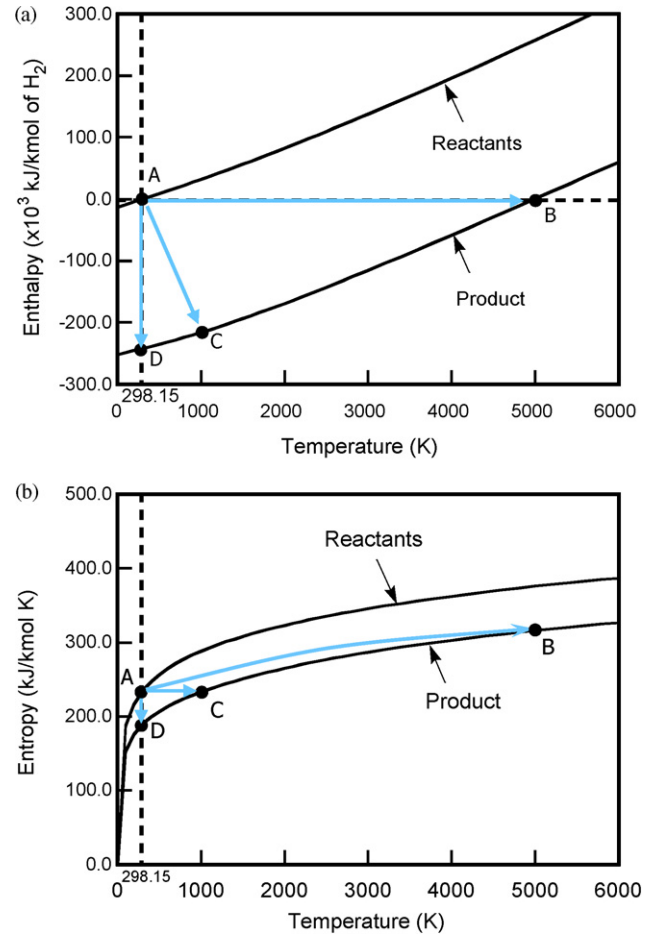 (a)
300.0
200.0
100.0
0.0
-100.0
-200.0
-300.0
Enthalpy (x10³ kJ/kmol of H₂)
A
B
C
D
Reactants
Product
0 1000 2000 3000 4000 5000 6000
298.15
Temperature (K)
(b)
500.0
400.0
300.0
200.0
100.0
0.0
Entropy (kJ/kmol K)
Reactants
A
B
C
D
Product
0 1000 2000 3000 4000 5000 6000
298.15
Temperature (K)